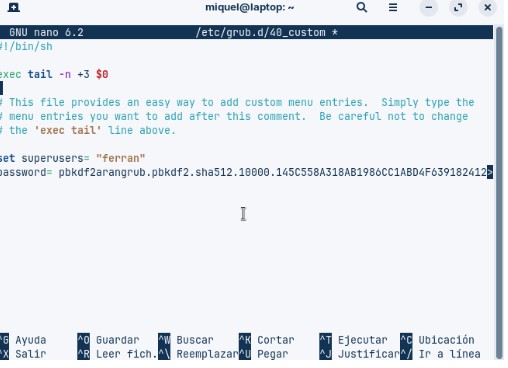 miquel@laptop: ~
GNU nano 6.2 /etc/grub.d/40_custom *
#!/bin/sh
exec tail -n +3 $0
# This file provides an easy way to add custom menu entries. Simply type the
# menu entries you want to add after this comment. Be careful not to change
# the 'exec tail' line above.
set superusers= "ferran"
password= pbkdf2arangrub.pbkdf2.sha512.10000.145C558A318AB1986CC1ABD4F639182412>
^G Ayuda ^O Guardar ^W Buscar ^K Cortar ^T Ejecutar ^C Ubicación
^X Salir ^R Leer fich. ^\ Reemplazar ^U Pegar ^J Justificar ^/ Ir a línea